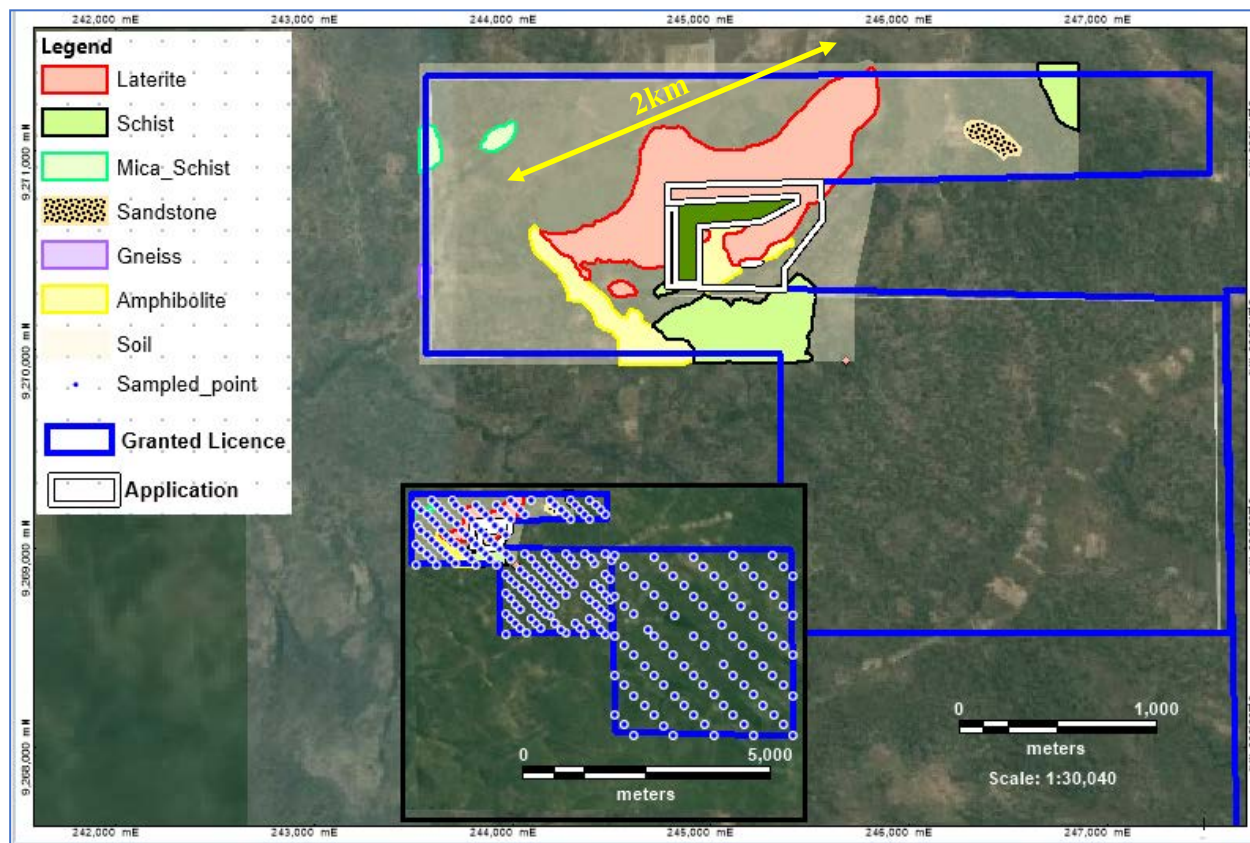 242,000 mE 243,000 mE 244,000 mE 245,000 mE 246,000 mE 247,000 mE
Legend
Laterite
Schist
Mica_Schist
Sandstone
Gneiss
Amphibolite
Soil
Sampled_point
Granted Licence
Application
2km
9,271,000 mN
9,270,000 mN
9,269,000 mN
9,268,000 mN
0 5,000
meters
0 1,000
meters
Scale: 1:30,040
242,000 mE 243,000 mE 244,000 mE 245,000 mE 246,000 mE 247,000 mE